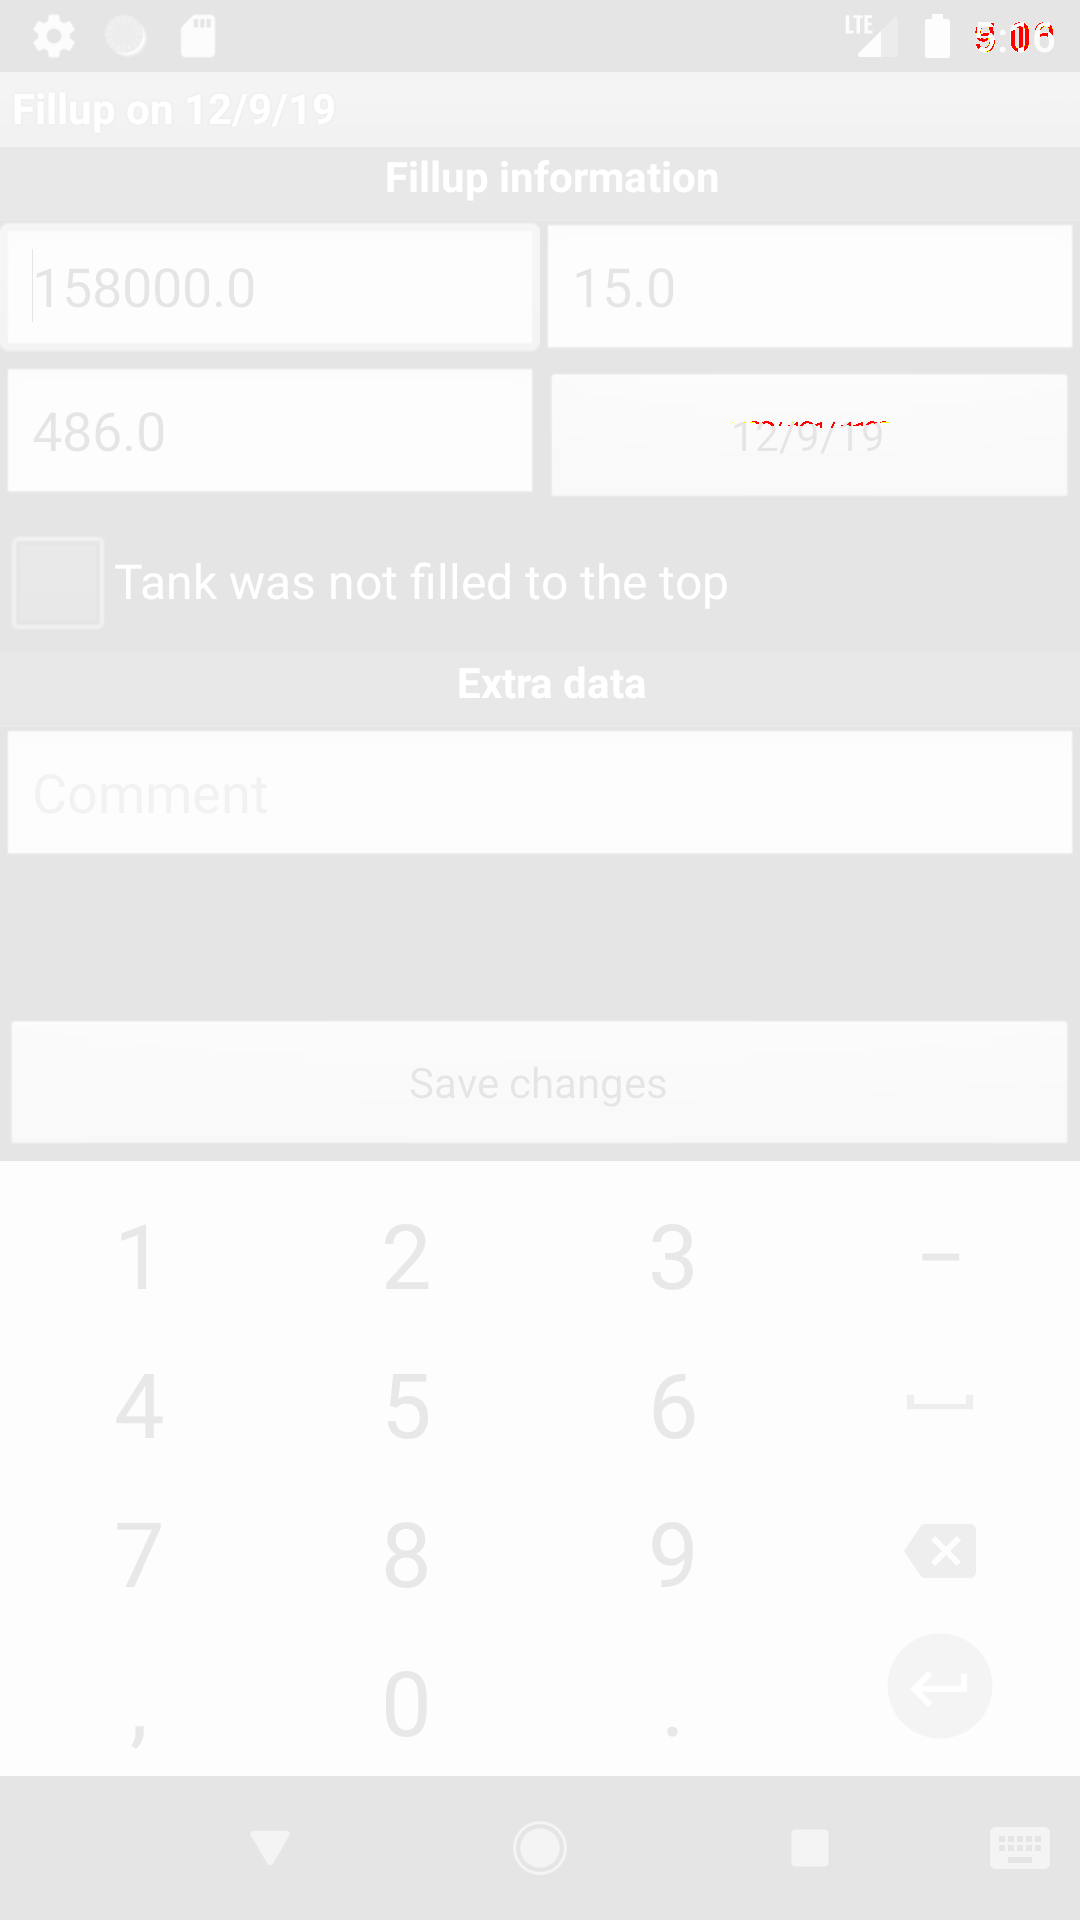 LTE
Fillup on 12/9/19
Fillup information
158000.0 15.0
486.0 12/9/19
Tank was not filled to the top
Extra data
Comment
Save changes
1 2 3 –
4 5 6
7 8 9
, 0 .